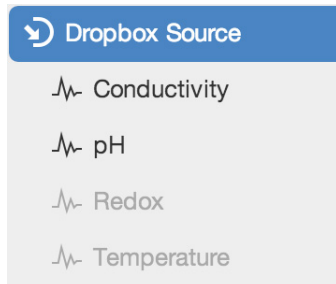 Dropbox Source
Conductivity
pH
Redox
Temperature